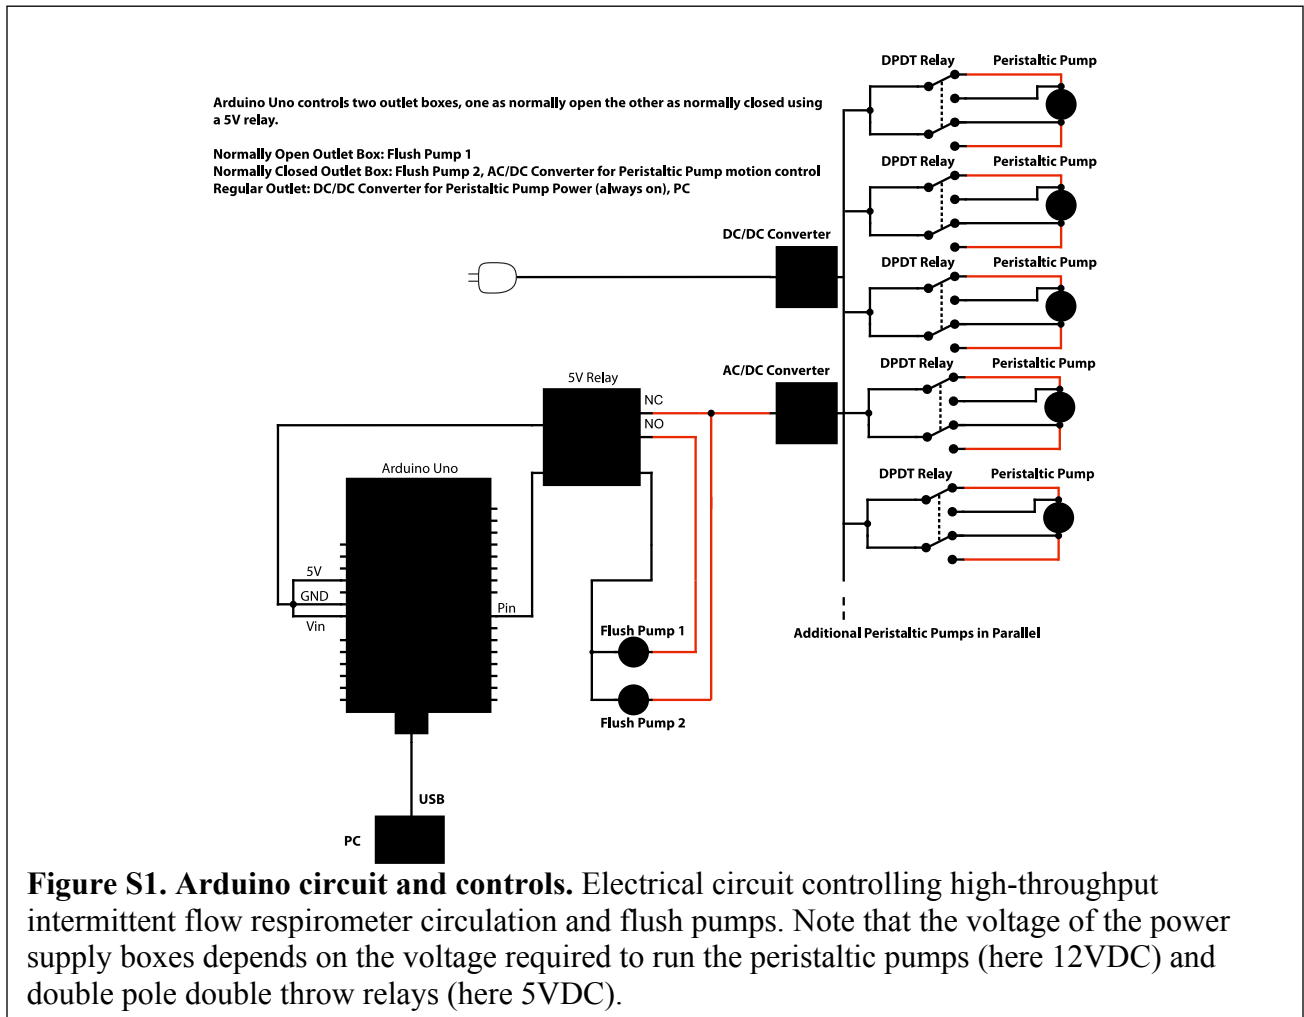 Arduino Uno controls two outlet boxes, one as normally open the other as normally closed using
a 5V relay.
Normally Open Outlet Box: Flush Pump 1
Normally Closed Outlet Box: Flush Pump 2, AC/DC Converter for Peristaltic Pump motion control
Regular Outlet: DC/DC Converter for Peristaltic Pump Power (always on), PC
DPDT Relay
Peristaltic Pump
DPDT Relay
Peristaltic Pump
DC/DC Converter
DPDT Relay
Peristaltic Pump
AC/DC Converter
DPDT Relay
Peristaltic Pump
5V Relay
NC
NO
Arduino Uno
DPDT Relay
Peristaltic Pump
5V
GND
Vin
Pin
Flush Pump 1
Additional Peristaltic Pumps in Parallel
Flush Pump 2
USB
PC
Figure S1. Arduino circuit and controls. Electrical circuit controlling high-throughput
intermittent flow respirometer circulation and flush pumps. Note that the voltage of the power
supply boxes depends on the voltage required to run the peristaltic pumps (here 12VDC) and
double pole double throw relays (here 5VDC).